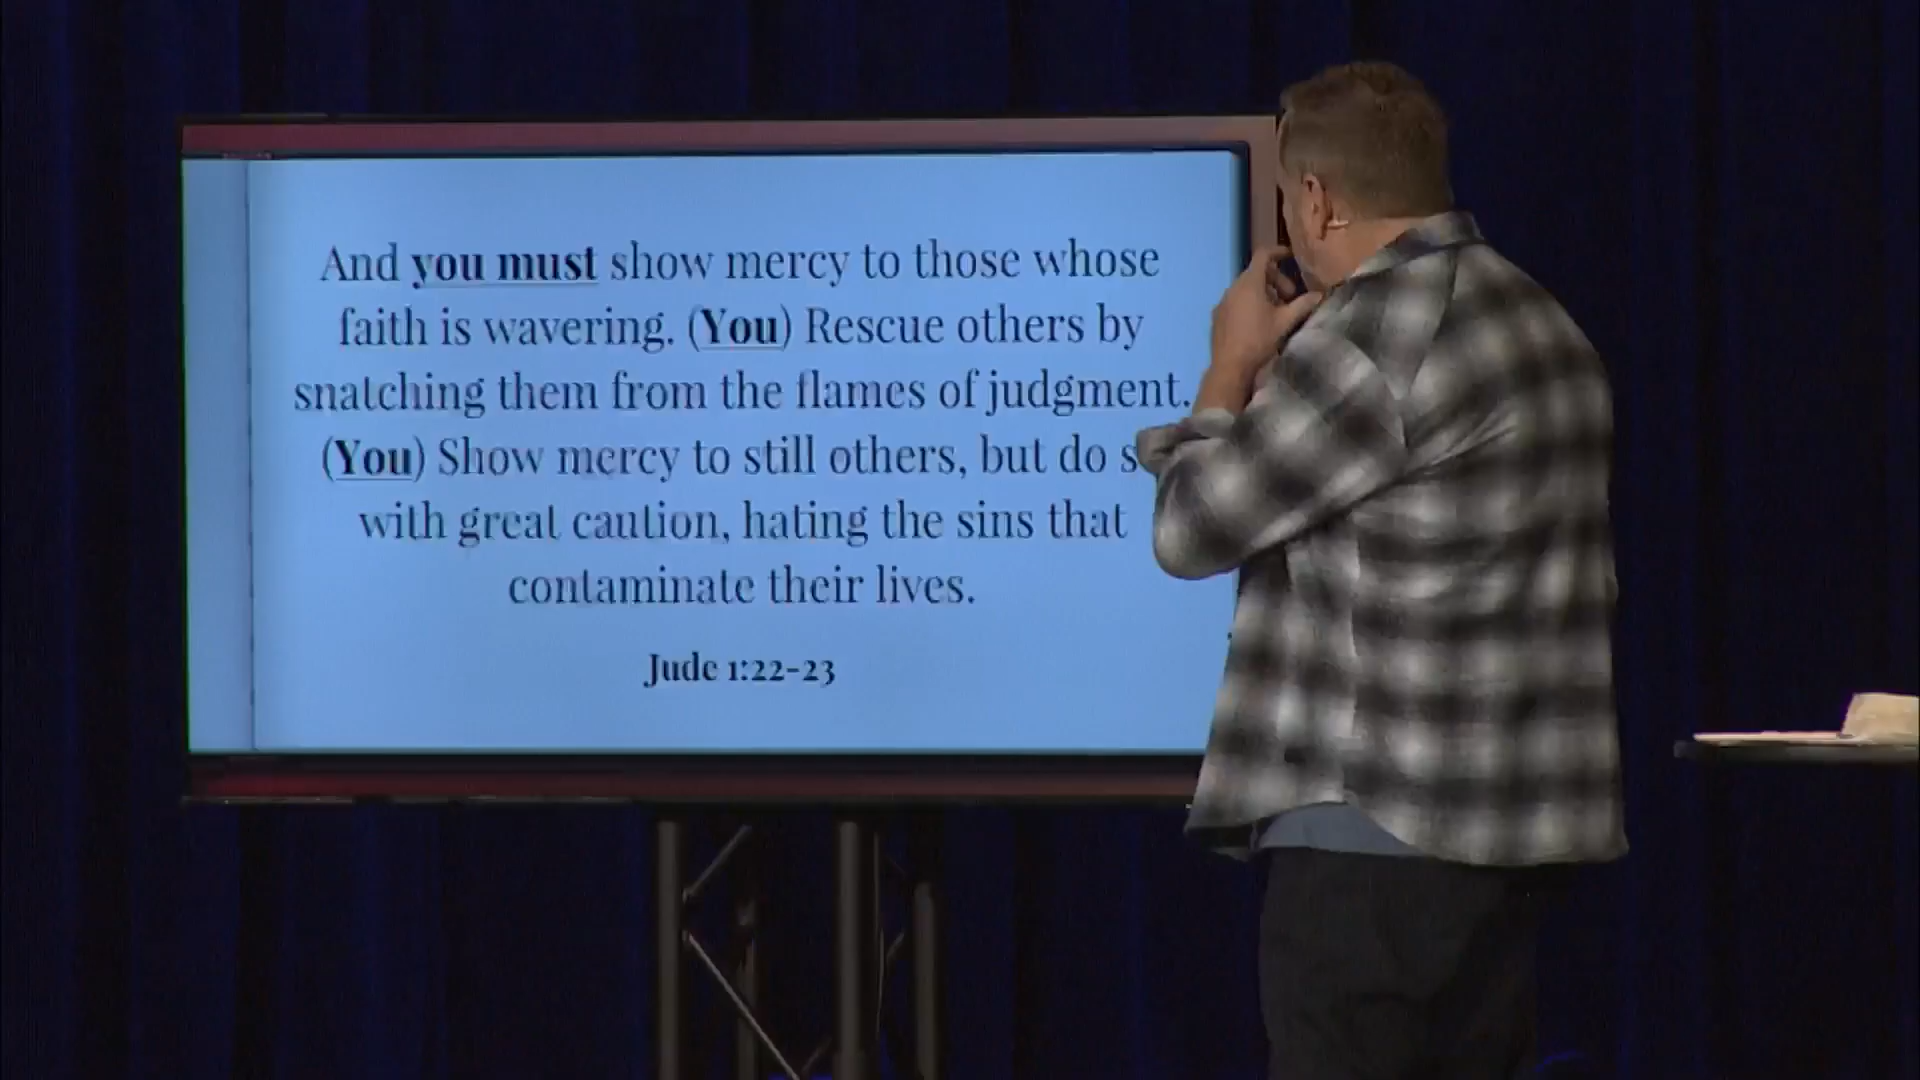 And you must show mercy to those whose
faith is wavering. (You) Rescue others by
snatching them from the flames of judgment.
(You) Show mercy to still others, but do
with great caution, hating the sins that
contaminate their lives.
Jude 1:22-23